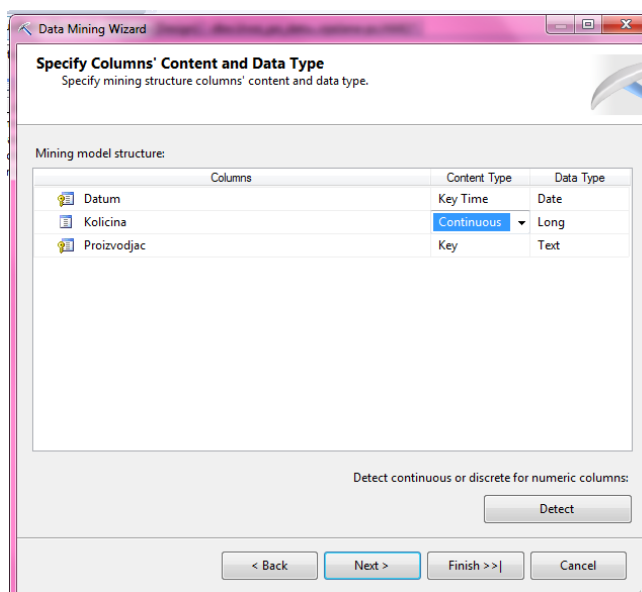 Data Mining Wizard
Specify Columns' Content and Data Type
Specify mining structure columns' content and data type.
Mining model structure:
Columns Content Type Data Type
Datum Key Time Date
Kolicina Continuous Long
Proizvodjac Key Text
Detect continuous or discrete for numeric columns:
Detect
< Back Next > Finish >>| Cancel